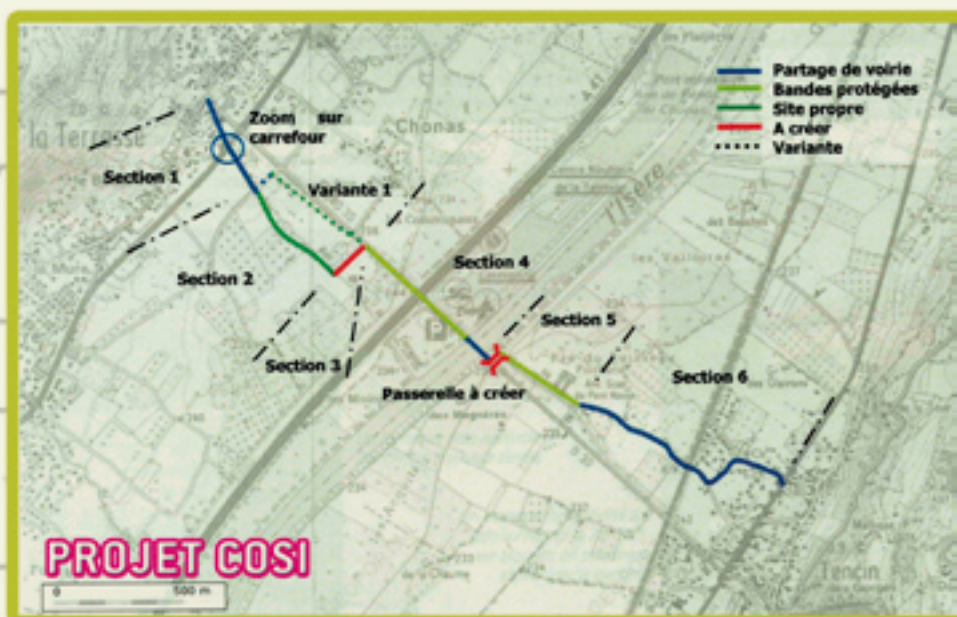 Partage de voirie
Bandes protégées
Site propre
A créer
Variante
Zoom sur
carrefour
Chonas
la Terrasse
A 41
Section 1
Variante 1
l'Isère
Section 2
Section 4
Section 5
Section 3
Section 6
Passerelle à créer
PROJET COSI
Tencin
0 500 m